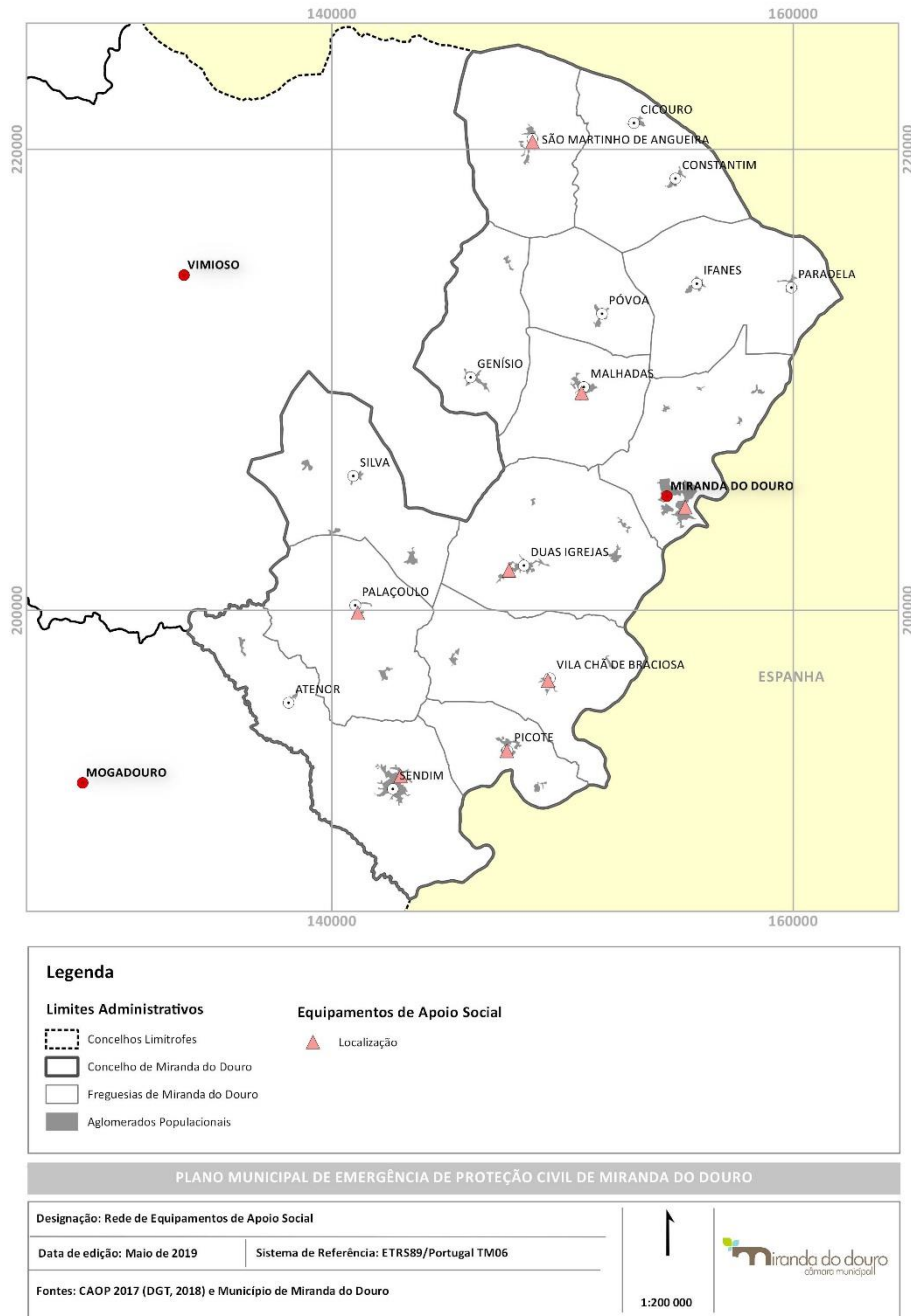 140000
160000
CICOURO
SÃO MARTINHO DE ANGUEIRA
220000
220000
CONSTANTIM
VIMIOSO
IFANES
PARADELA
PÓVOA
GENÍSIO
MALHADAS
SILVA
MIRANDA DO DOURO
DUAS IGREJAS
PALAÇOULO
200000
200000
VILA CHÃ DE BRACIOSA
ESPANHA
ATENOR
PICOTE
MOGADOURO
SENDIM
140000
160000
Legenda
Limites Administrativos
Concelhos Limítrofes
Concelho de Miranda do Douro
Freguesias de Miranda do Douro
Aglomerados Populacionais
Equipamentos de Apoio Social
Localização
PLANO MUNICIPAL DE EMERGÊNCIA DE PROTEÇÃO CIVIL DE MIRANDA DO DOURO
Designação: Rede de Equipamentos de Apoio Social
Data de edição: Maio de 2019
Sistema de Referência: ETRS89/Portugal TM06
Fontes: CAOP 2017 (DGT, 2018) e Município de Miranda do Douro
1:200 000
miranda do douro
câmara municipal